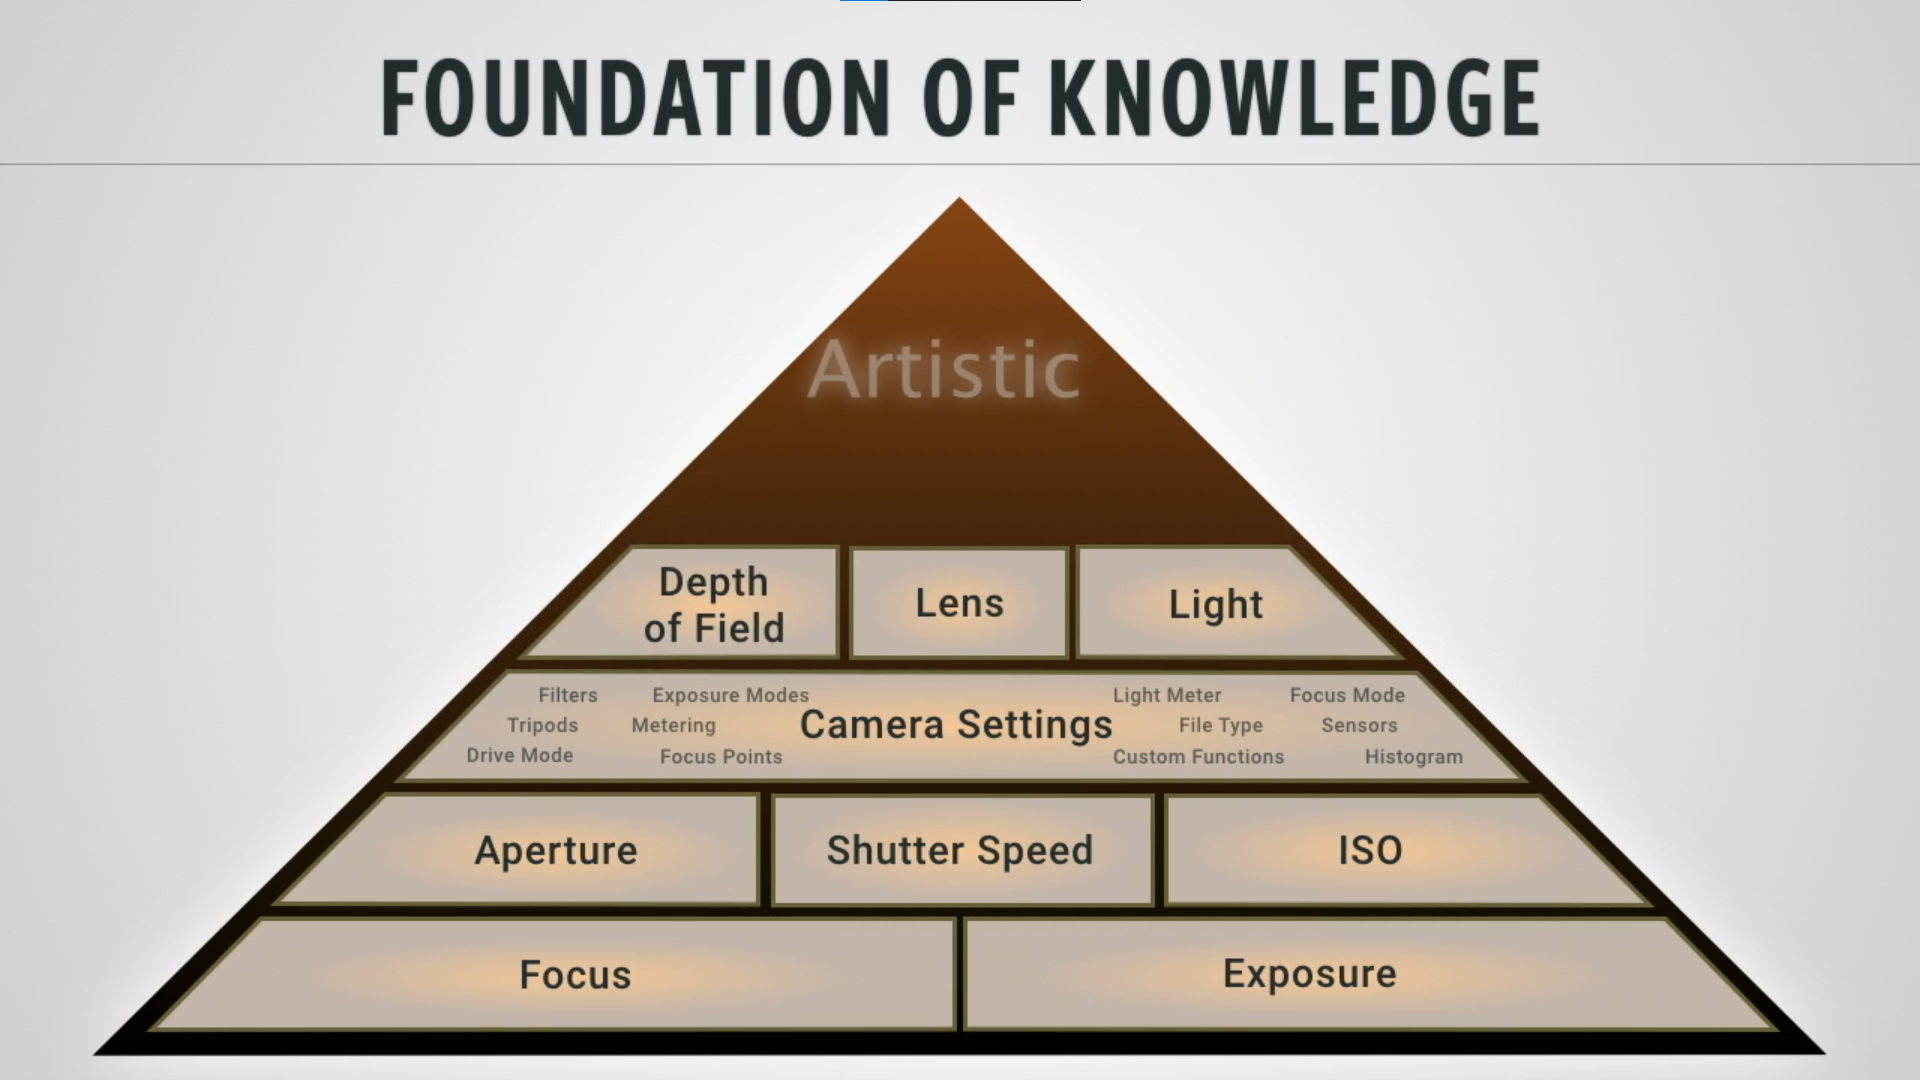 FOUNDATION OF KNOWLEDGE
Artistic
Depth
of Field
Lens
Light
Filters
Exposure Modes
Tripods
Metering
Drive Mode
Focus Points
Camera Settings
Light Meter
Focus Mode
File Type
Sensors
Custom Functions
Histogram
Aperture
Shutter Speed
ISO
Focus
Exposure